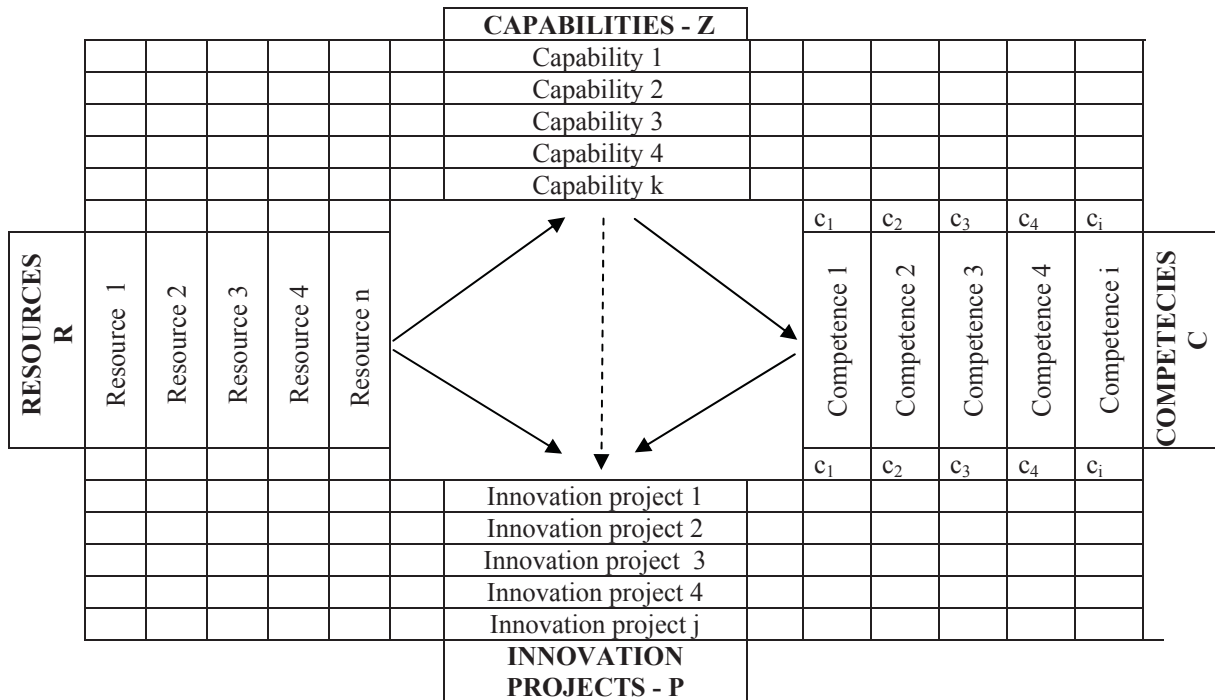 CAPABILITIES - Z
Capability 1
Capability 2
Capability 3
Capability 4
Capability k
c1 c2 c3 c4 ci
RESOURCES
R
Resource 1
Resource 2
Resource 3
Resource 4
Resource n
Competence 1
Competence 2
Competence 3
Competence 4
Competence i
COMPETECIES
C
c1 c2 c3 c4 ci
Innovation project 1
Innovation project 2
Innovation project 3
Innovation project 4
Innovation project j
INNOVATION
PROJECTS - P